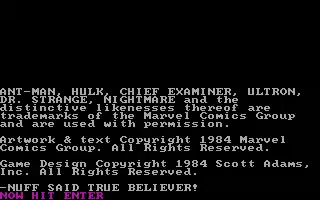 ANT-MAN, HULK, CHIEF EXAMINER, ULTRON,
DR. STRANGE, NIGHTMARE and the
distinctive likenesses thereof are
trademarks of the Marvel Comics Group
and are used with permission.
Artwork & text Copyright 1984 Marvel
Comics Group. All Rights Reserved.
Game Design Copyright 1984 Scott Adams,
Inc. All Rights Reserved.
-NUFF SAID TRUE BELIEVER!
NOW HIT ENTER